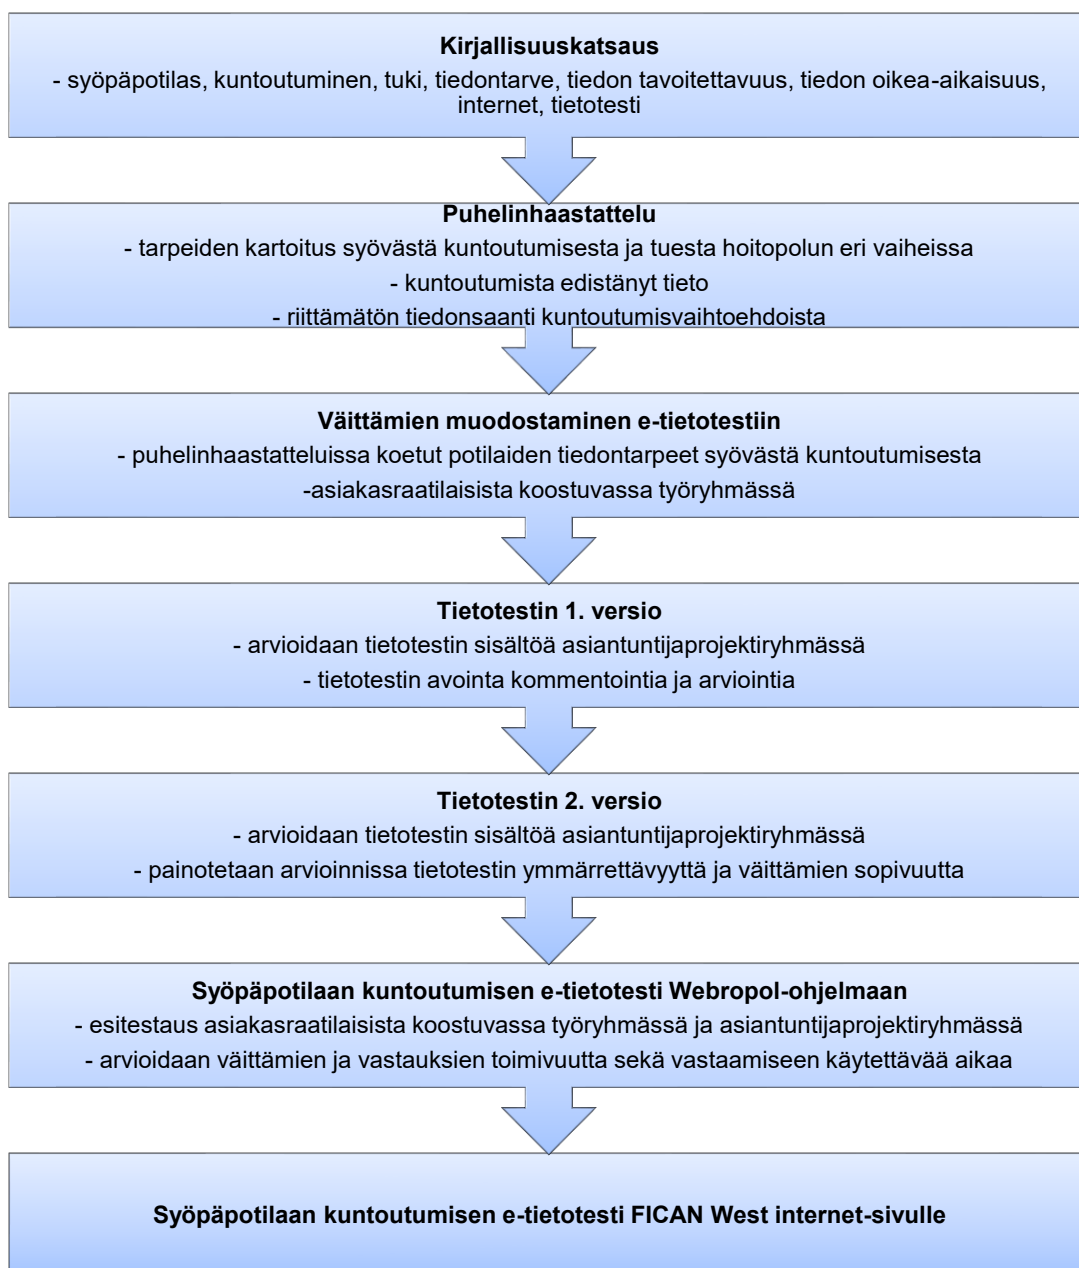 Kirjallisuuskatsaus
- syöpäpotilas, kuntoutuminen, tuki, tiedontarve, tiedon tavoitettavuus, tiedon oikea-aikaisuus,
internet, tietotesti
Puhelinhaastattelu
- tarpeiden kartoitus syövästä kuntoutumisesta ja tuesta hoitopolun eri vaiheissa
- kuntoutumista edistänyt tieto
- riittämätön tiedonsaanti kuntoutumisvaihtoehdoista
Väittämien muodostaminen e-tietotestiin
- puhelinhaastatteluissa koetut potilaiden tiedontarpeet syövästä kuntoutumisesta
-asiakasraatilaisista koostuvassa työryhmässä
Tietotestin 1. versio
- arvioidaan tietotestin sisältöä asiantuntijaprojektiryhmässä
- tietotestin avointa kommentointia ja arviointia
Tietotestin 2. versio
- arvioidaan tietotestin sisältöä asiantuntijaprojektiryhmässä
- painotetaan arvioinnissa tietotestin ymmärrettävyyttä ja väittämien sopivuutta
Syöpäpotilaan kuntoutumisen e-tietotesti Webropol-ohjelmaan
- esitestaus asiakasraatilaisista koostuvassa työryhmässä ja asiantuntijaprojektiryhmässä
- arvioidaan väittämien ja vastauksien toimivuutta sekä vastaamiseen käytettävää aikaa
Syöpäpotilaan kuntoutumisen e-tietotesti FICAN West internet-sivulle